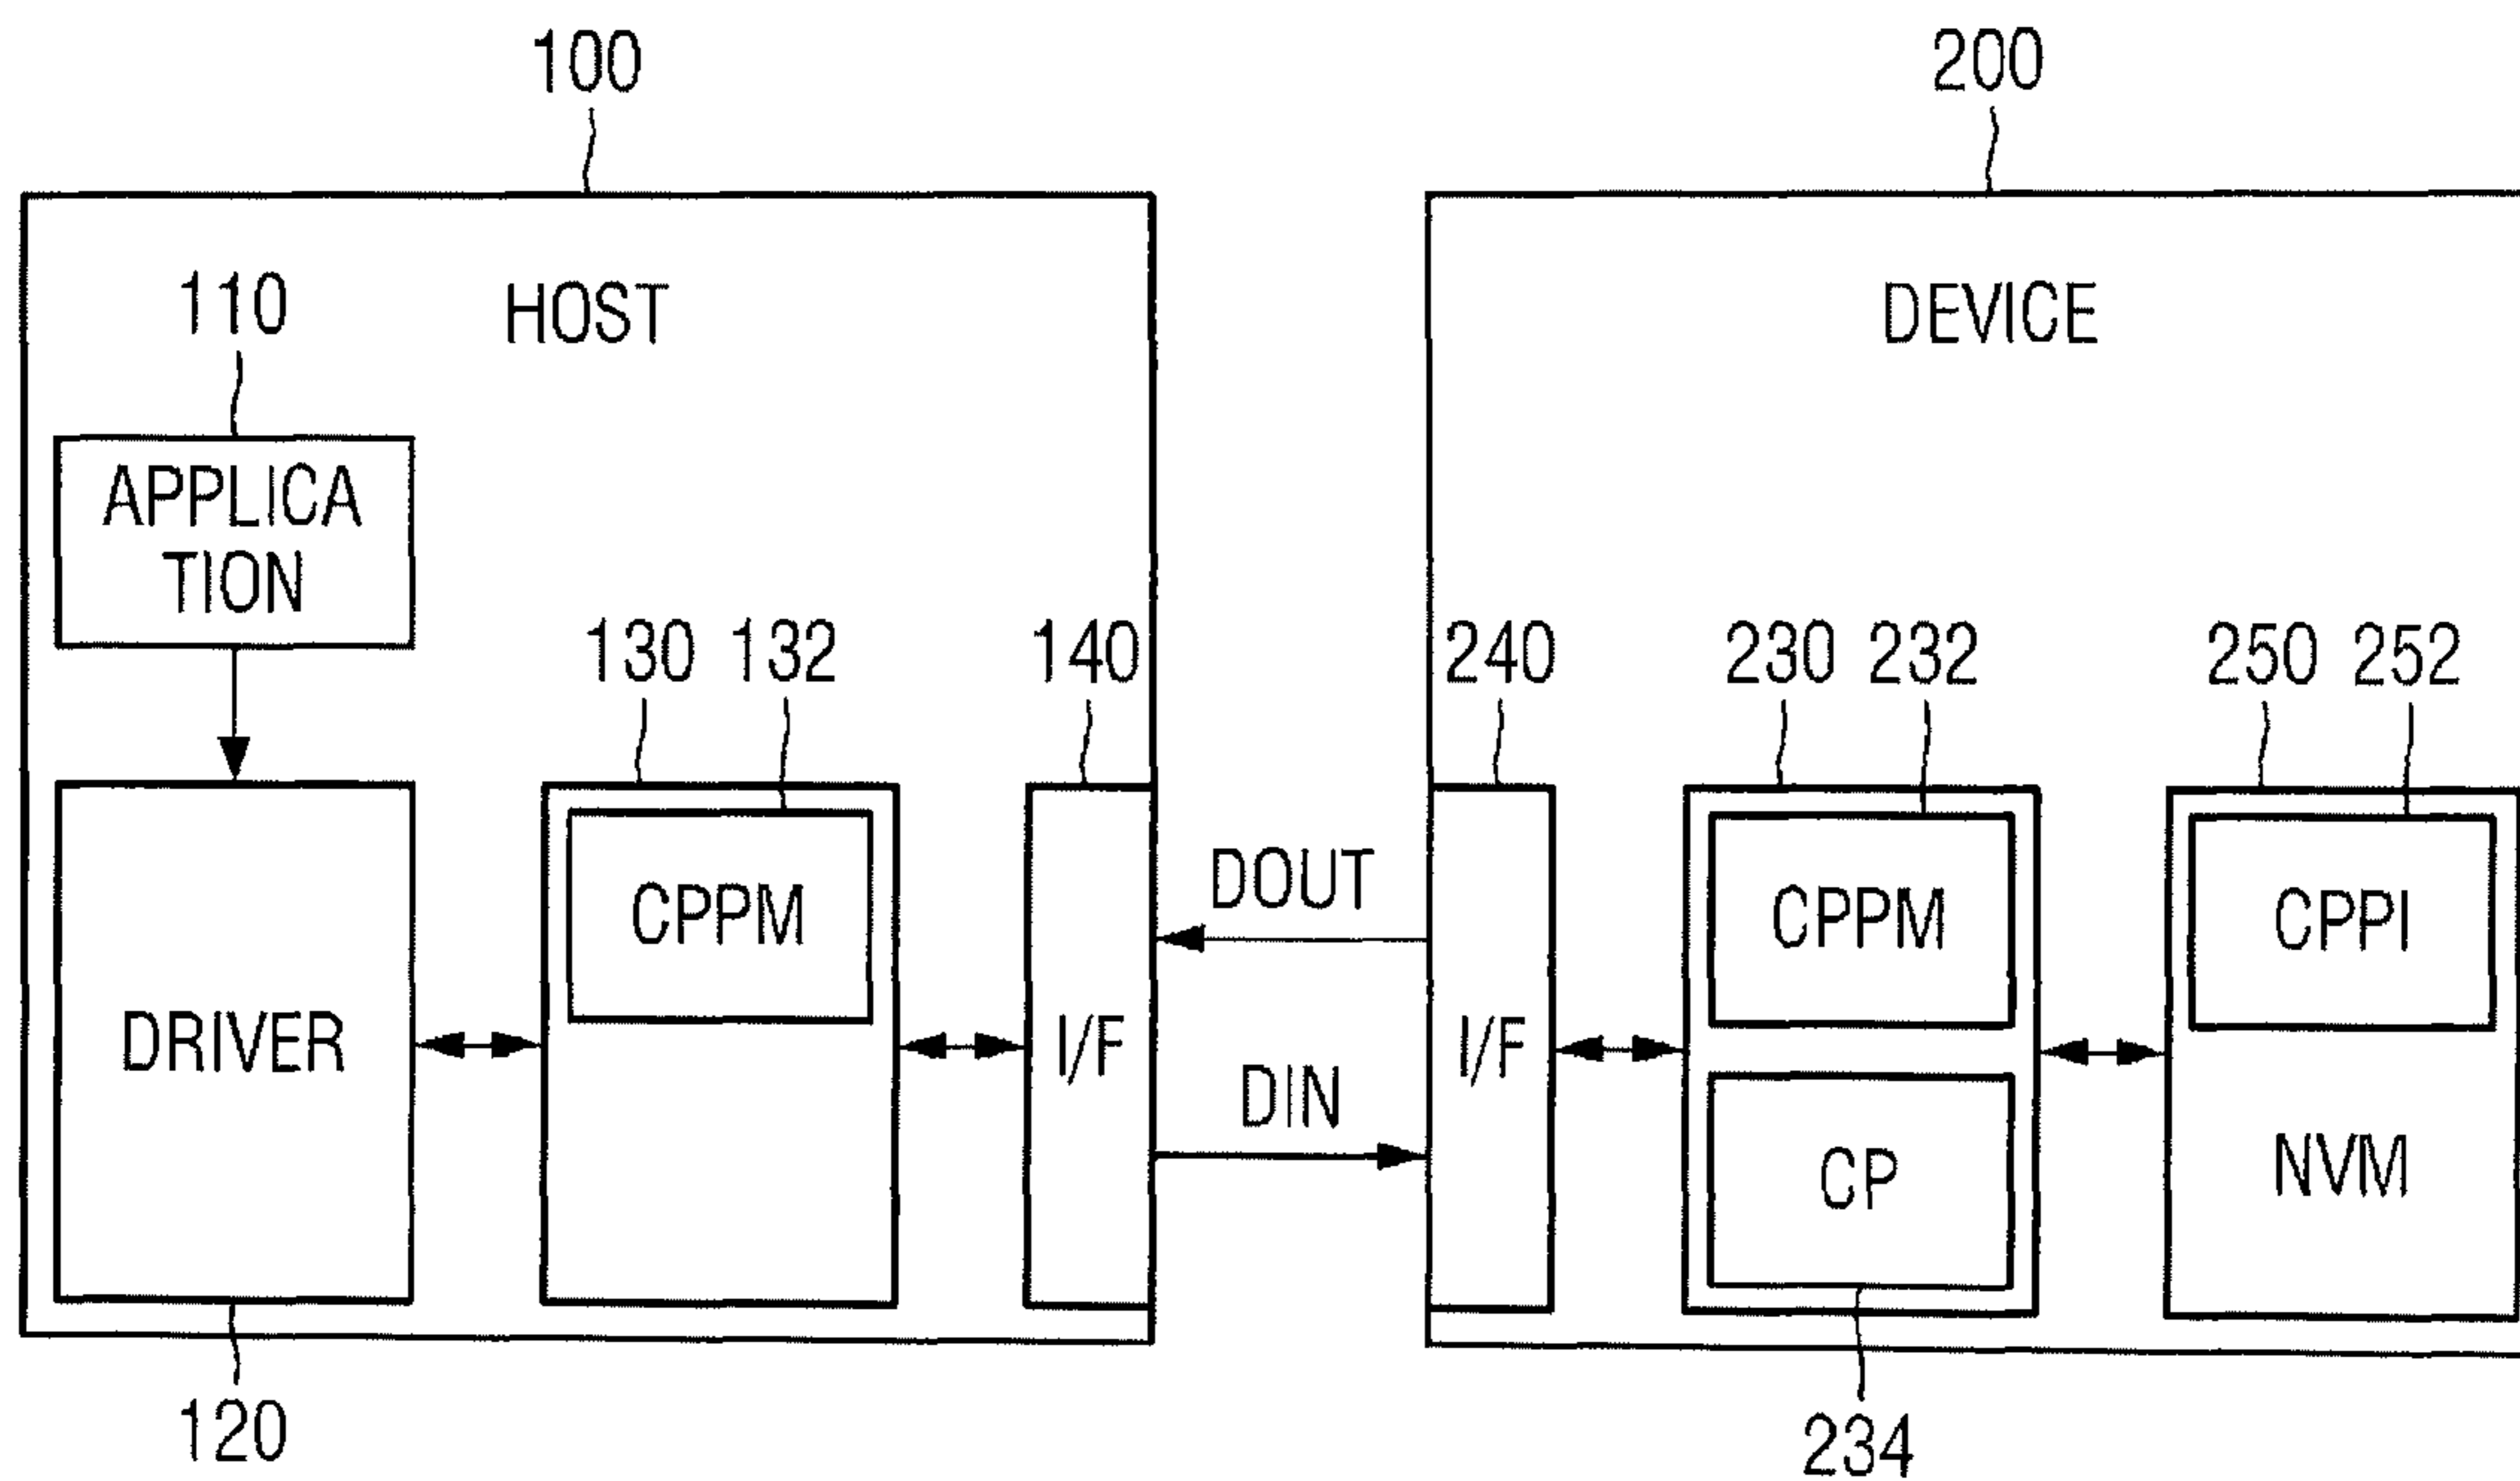 100
200
HOST
DEVICE
110
APPLICA
TION
130
132
140
240
230
232
250
252
DRIVER
CPPM
I/F
DOUT
DIN
I/F
CPPM
CP
CPPI
NVM
120
234